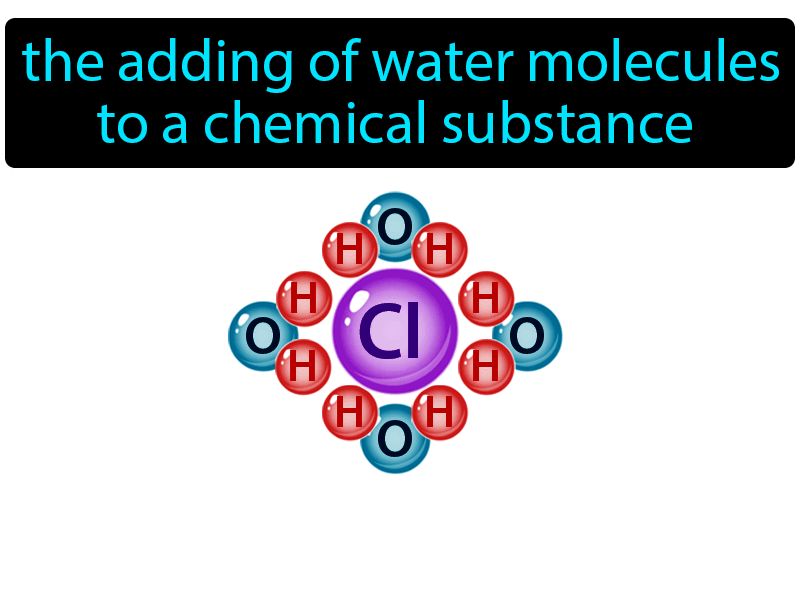 the adding of water molecules
to a chemical substance
O
H H
H H
O Cl O
H H
H H
O